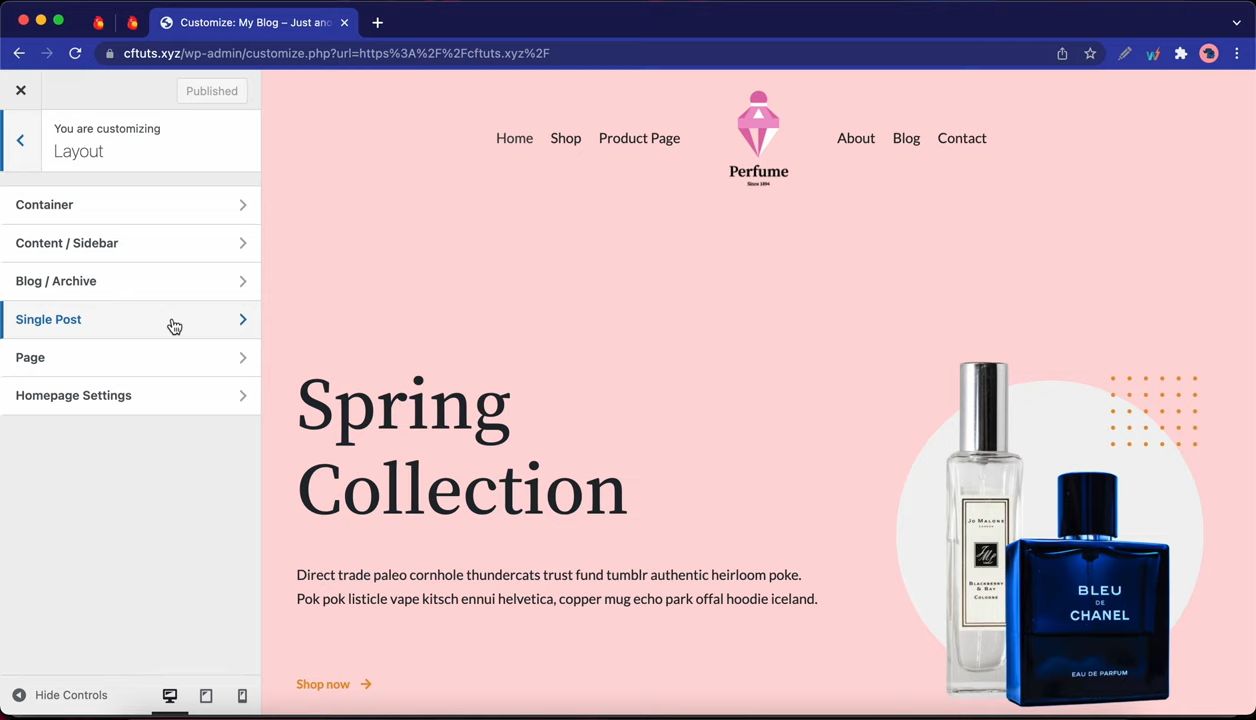 Customize: My Blog – Just ano
cftuts.xyz/wp-admin/customize.php?url=https%3A%2F%2Fcftuts.xyz%2F
Published
You are customizing
Layout
Container
Content / Sidebar
Blog / Archive
Single Post
Page
Homepage Settings
Hide Controls
Home
Shop
Product Page
Perfume
Since 1894
About
Blog
Contact
Spring
Collection
Direct trade paleo cornhole thundercats trust fund tumblr authentic heirloom poke.
Pok pok listicle vape kitsch ennui helvetica, copper mug echo park offal hoodie iceland.
Shop now
JO MALONE
LONDON
BLACKBERRY
& BAY
COLOGNE
BLEU
DE
CHANEL
EAU DE PARFUM